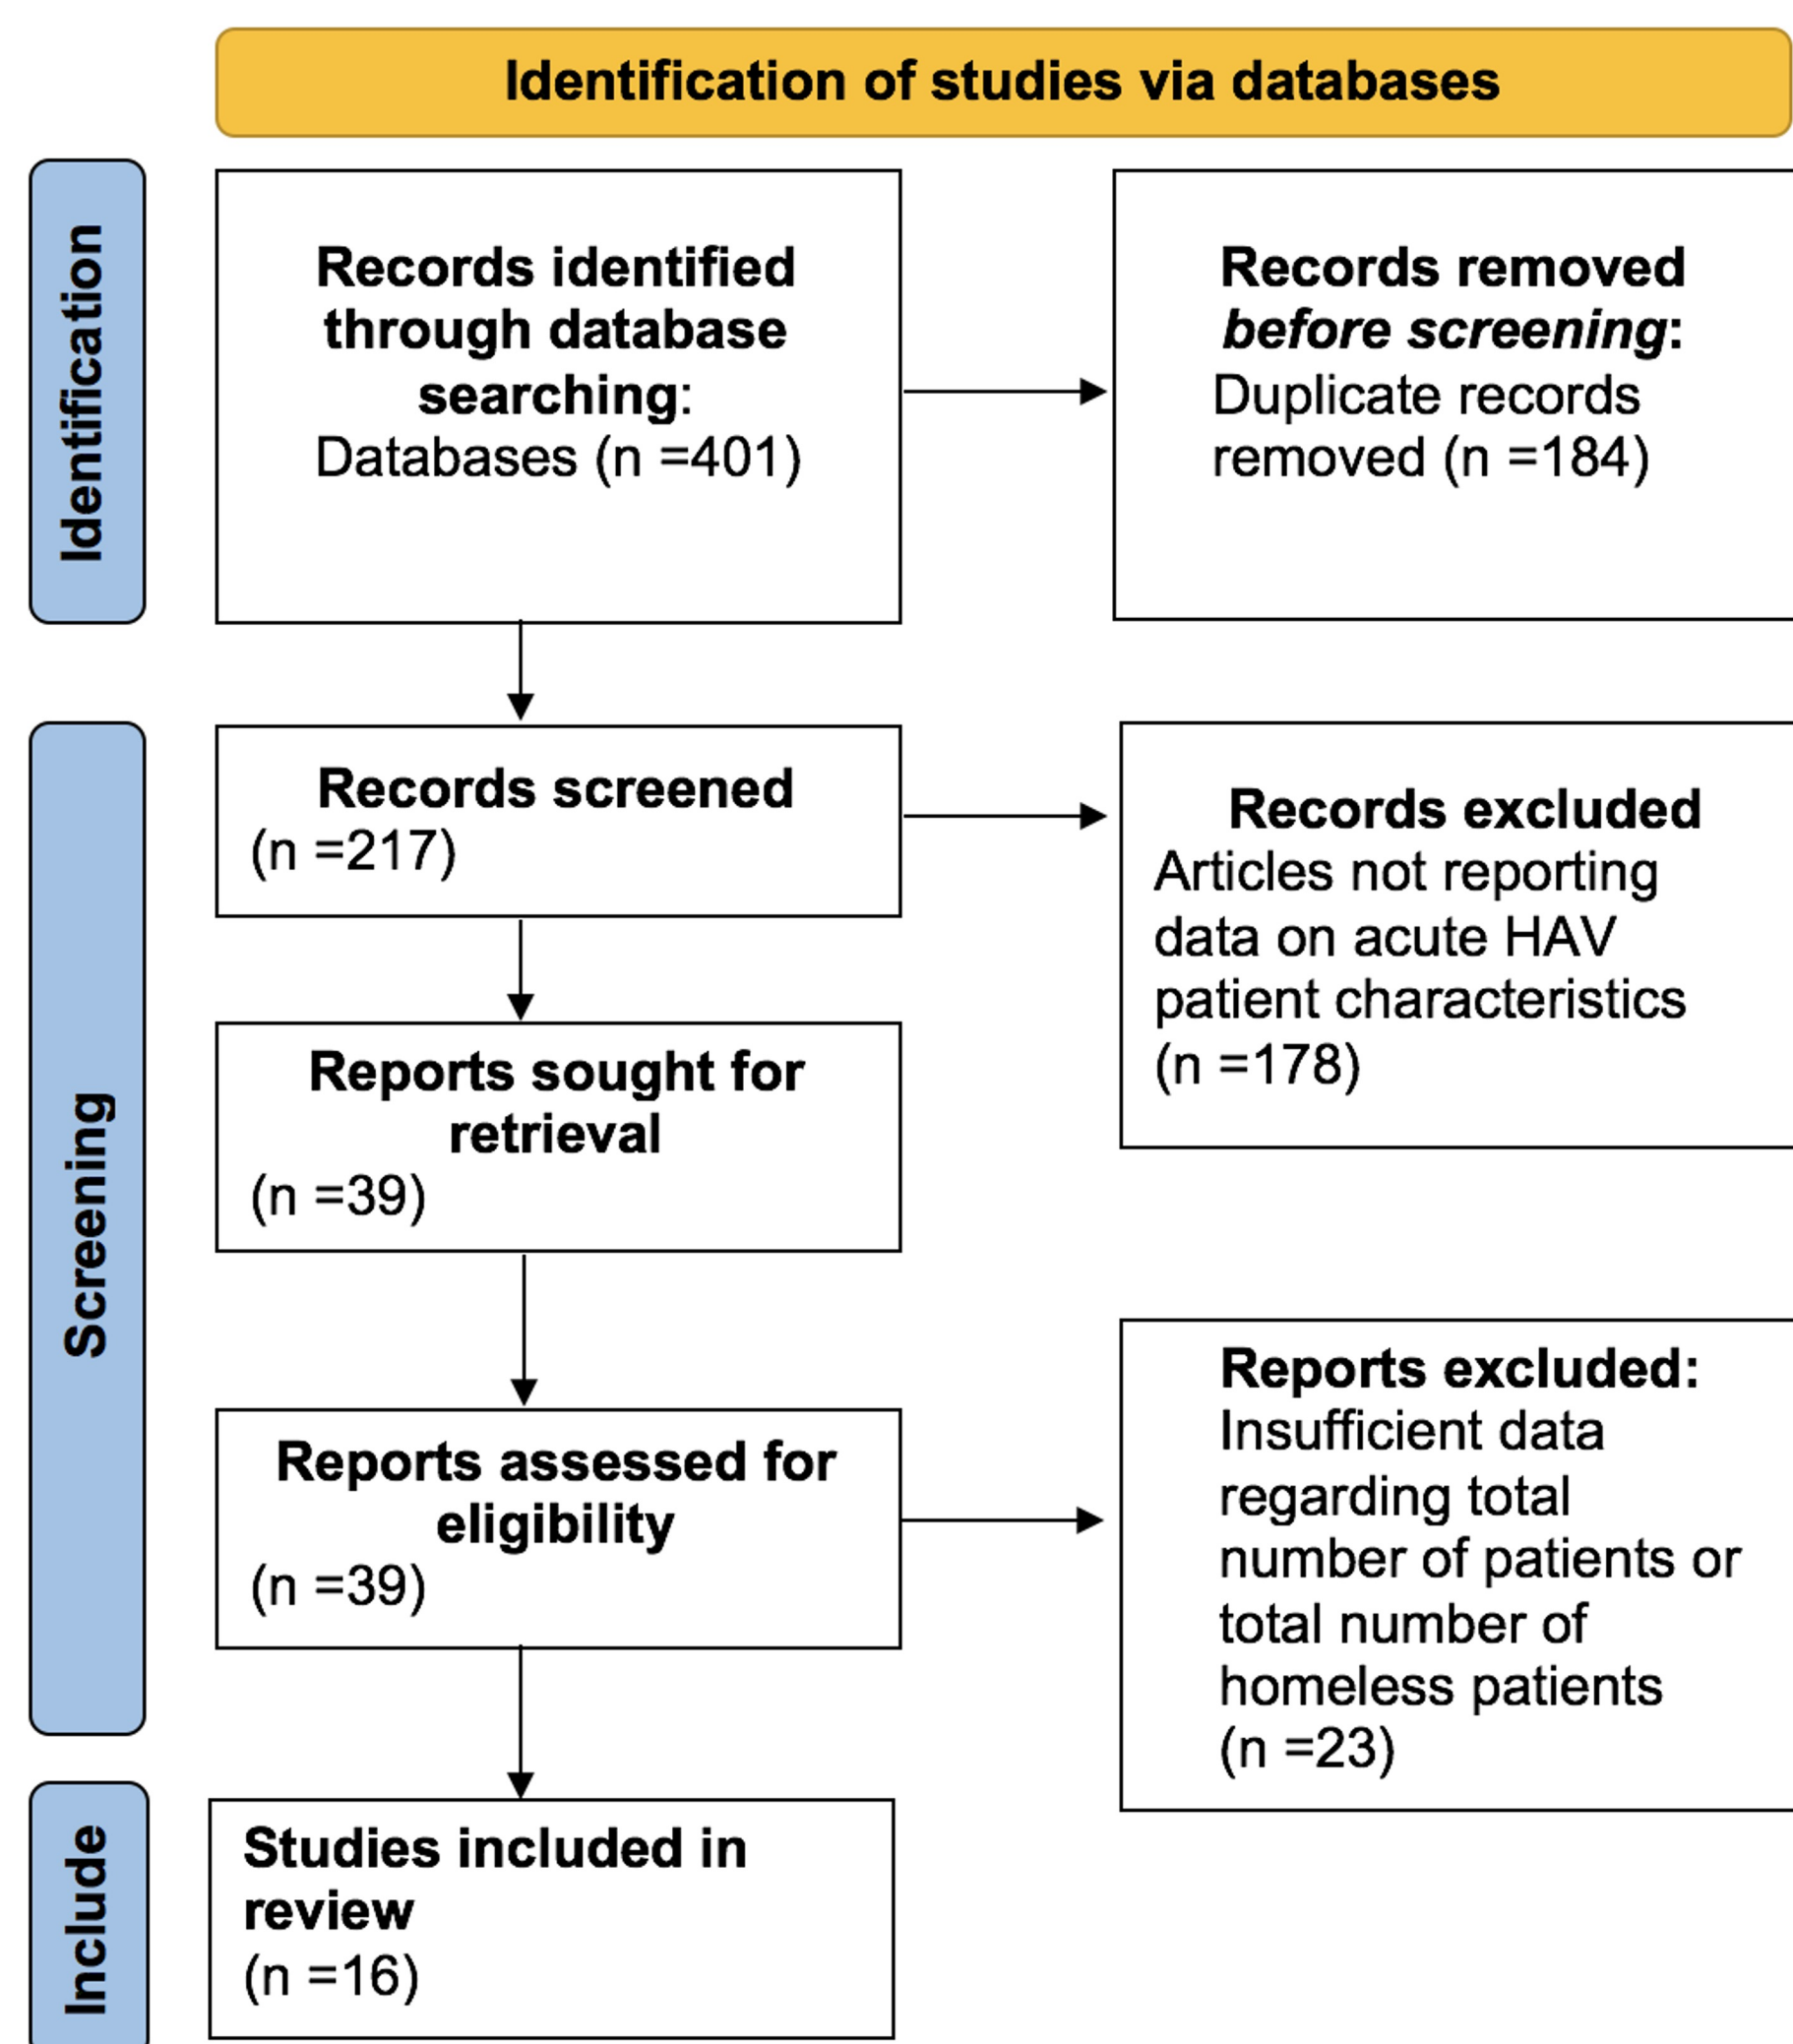 Identification of studies via databases
Identification
Records identified
through database
searching:
Databases (n =401)
Records removed
before screening:
Duplicate records
removed (n =184)
Screening
Records screened
(n =217)
Records excluded
Articles not reporting
data on acute HAV
patient characteristics
(n =178)
Reports sought for
retrieval
(n =39)
Reports assessed for
eligibility
(n =39)
Reports excluded:
Insufficient data
regarding total
number of patients or
total number of
homeless patients
(n =23)
Include
Studies included in
review
(n =16)